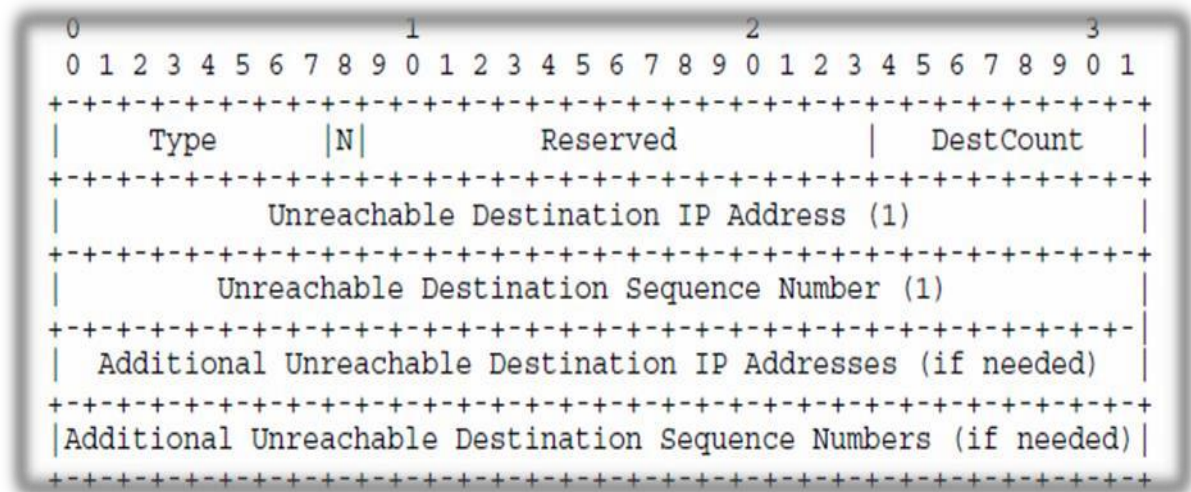 0                   1                   2                   3
0 1 2 3 4 5 6 7 8 9 0 1 2 3 4 5 6 7 8 9 0 1 2 3 4 5 6 7 8 9 0 1
+-+-+-+-+-+-+-+-+-+-+-+-+-+-+-+-+-+-+-+-+-+-+-+-+-+-+-+-+-+-+-+-+
|     Type      |N|          Reserved           |   DestCount   |
+-+-+-+-+-+-+-+-+-+-+-+-+-+-+-+-+-+-+-+-+-+-+-+-+-+-+-+-+-+-+-+-+
|            Unreachable Destination IP Address (1)             |
+-+-+-+-+-+-+-+-+-+-+-+-+-+-+-+-+-+-+-+-+-+-+-+-+-+-+-+-+-+-+-+-+
|         Unreachable Destination Sequence Number (1)           |
+-+-+-+-+-+-+-+-+-+-+-+-+-+-+-+-+-+-+-+-+-+-+-+-+-+-+-+-+-+-+-+-|
|  Additional Unreachable Destination IP Addresses (if needed)  |
+-+-+-+-+-+-+-+-+-+-+-+-+-+-+-+-+-+-+-+-+-+-+-+-+-+-+-+-+-+-+-+-+
|Additional Unreachable Destination Sequence Numbers (if needed)|
+-+-+-+-+-+-+-+-+-+-+-+-+-+-+-+-+-+-+-+-+-+-+-+-+-+-+-+-+-+-+-+-+